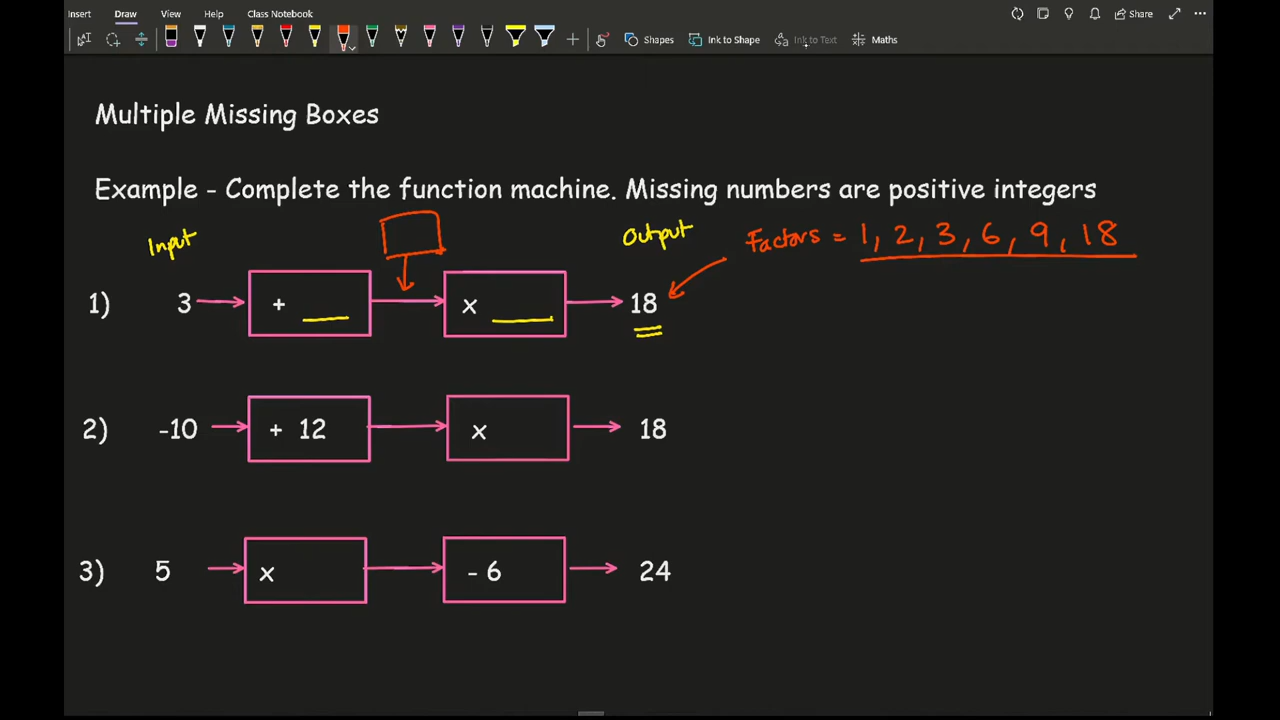 Insert Draw View Help Class Notebook Share
Shapes Ink to Shape Ink to Text Maths
Multiple Missing Boxes
Example - Complete the function machine. Missing numbers are positive integers
Input Output Factors = 1, 2, 3, 6, 9, 18
1) 3 + ___ x ___ 18
2) -10 + 12 x 18
3) 5 x - 6 24